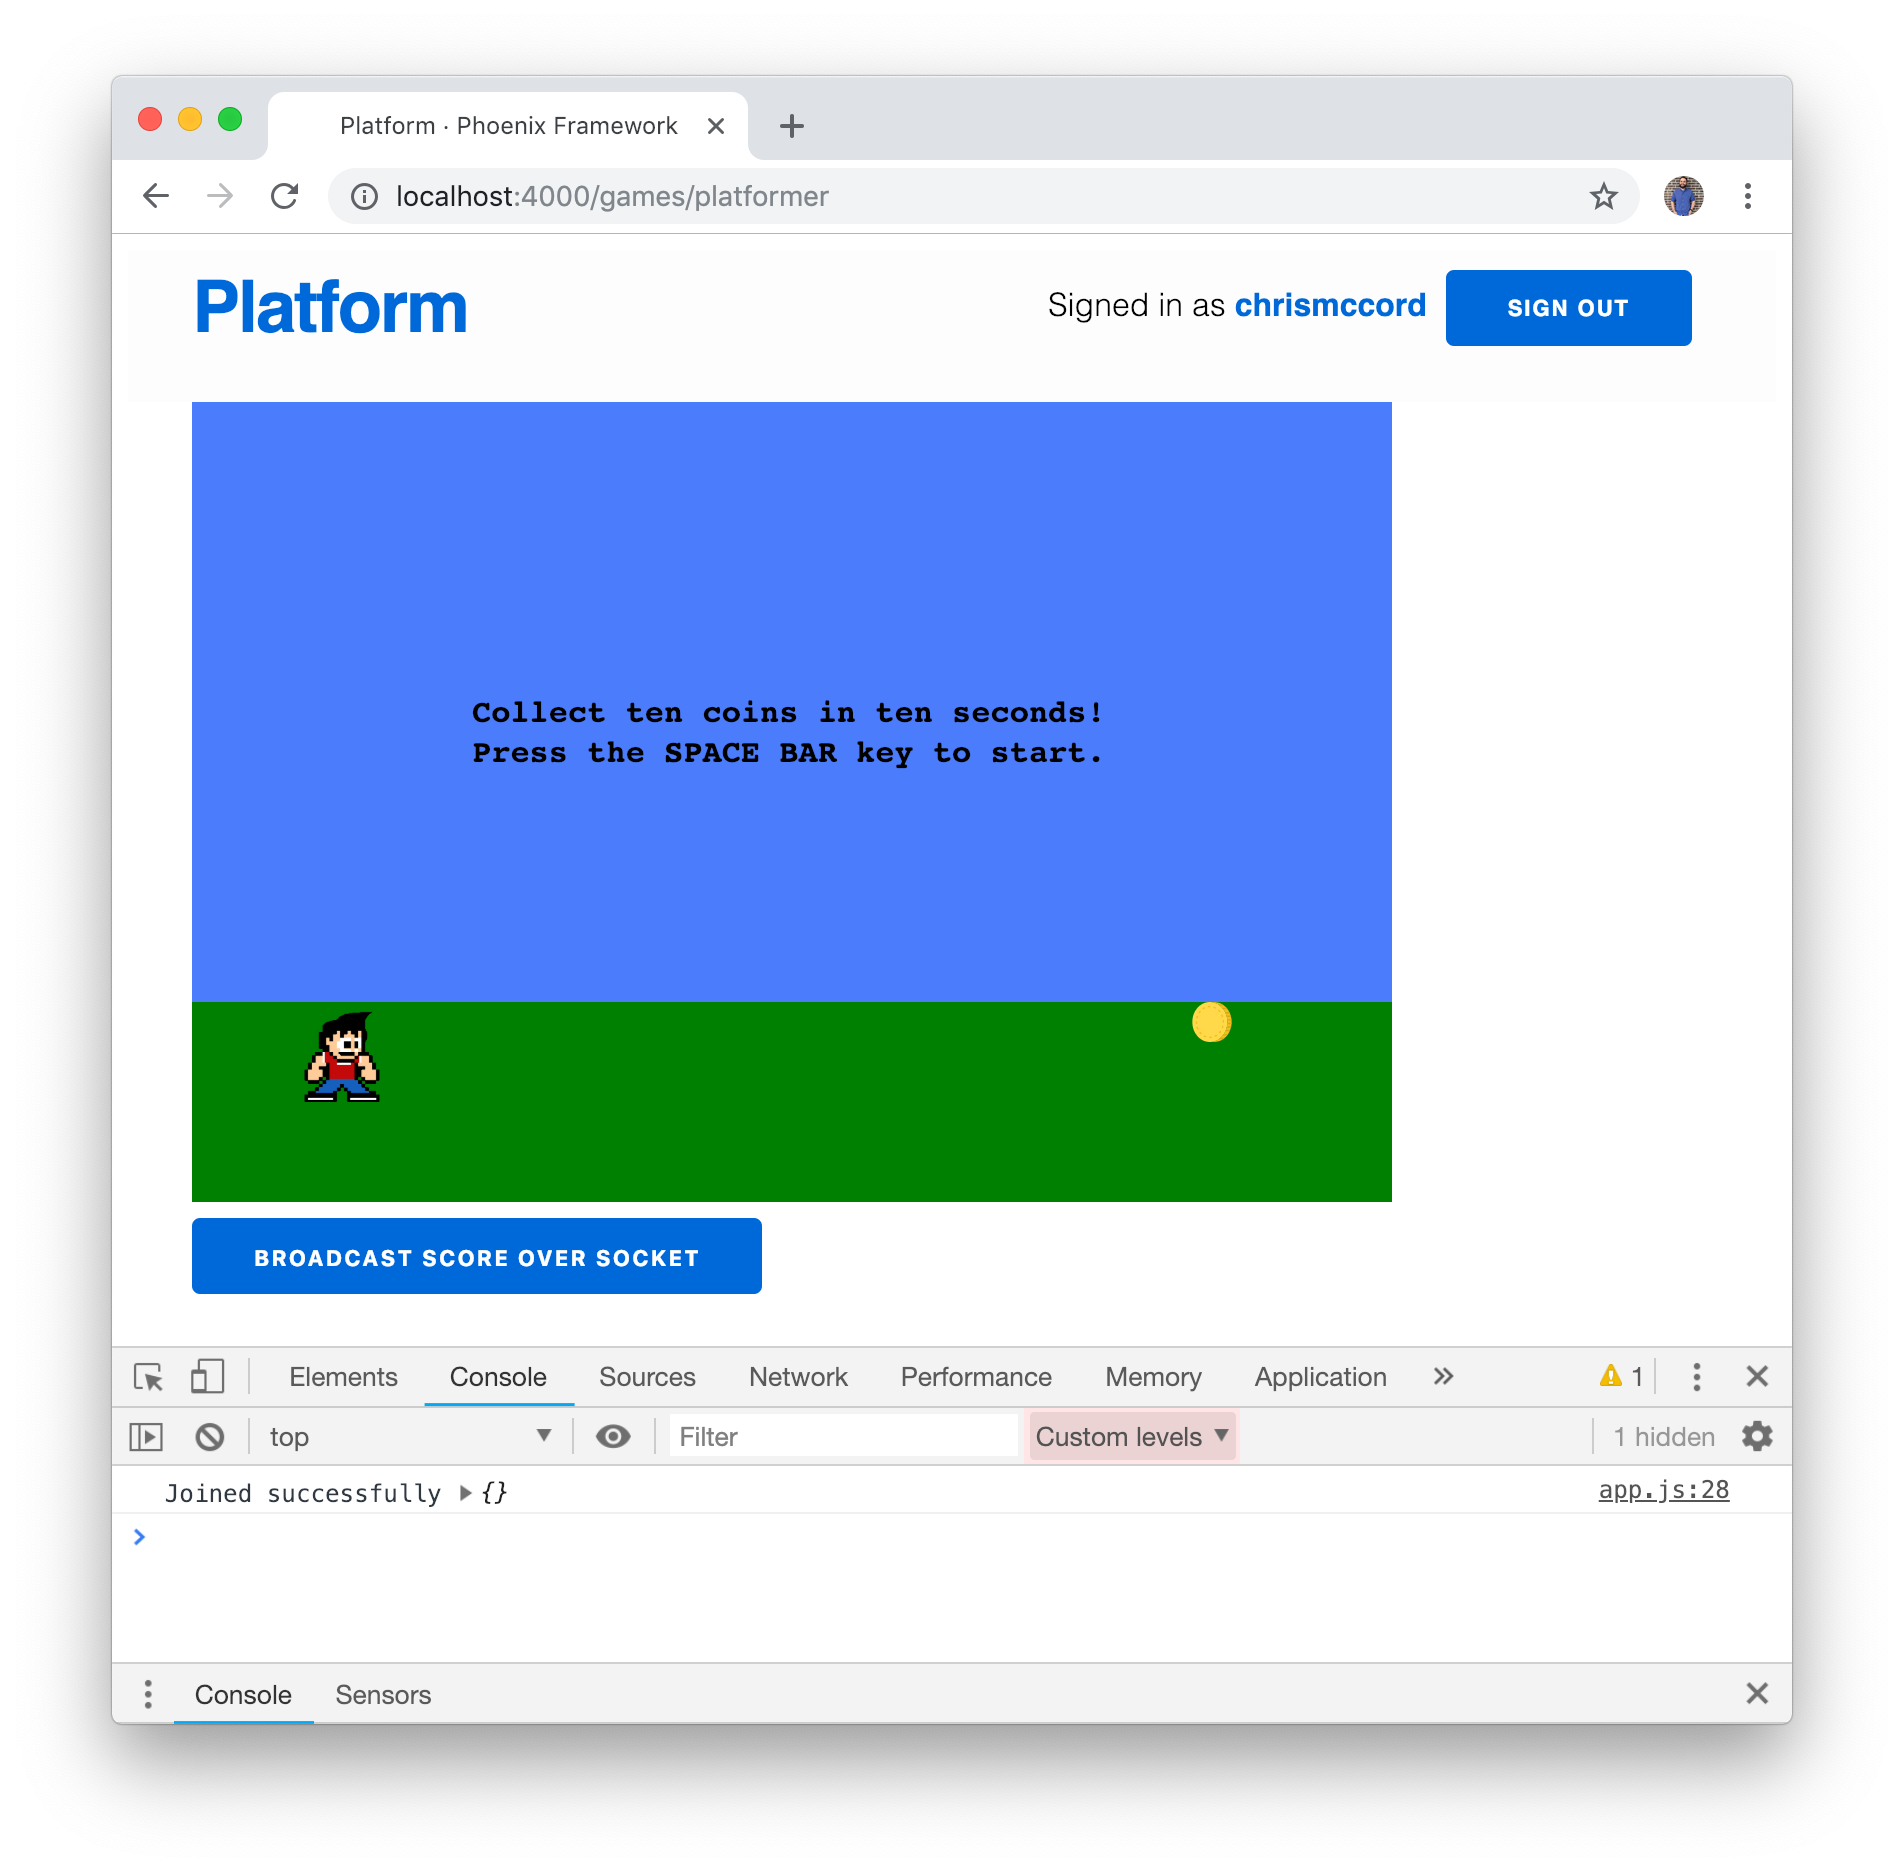 Platform · Phoenix Framework
localhost:4000/games/platformer
Platform
Signed in as chrismccord
SIGN OUT
Collect ten coins in ten seconds!
Press the SPACE BAR key to start.
BROADCAST SCORE OVER SOCKET
Elements Console Sources Network Performance Memory Application » 1
top Filter Custom levels 1 hidden
Joined successfully {} app.js:28
Console Sensors